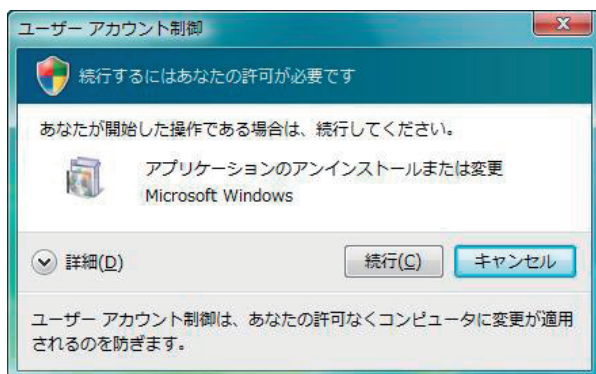 ユーザー アカウント制御
続行するにはあなたの許可が必要です
あなたが開始した操作である場合は、続行してください。
アプリケーションのアンインストールまたは変更
Microsoft Windows
詳細(D)
続行(C)
キャンセル
ユーザー アカウント制御は、あなたの許可なくコンピュータに変更が適用
されるのを防ぎます。